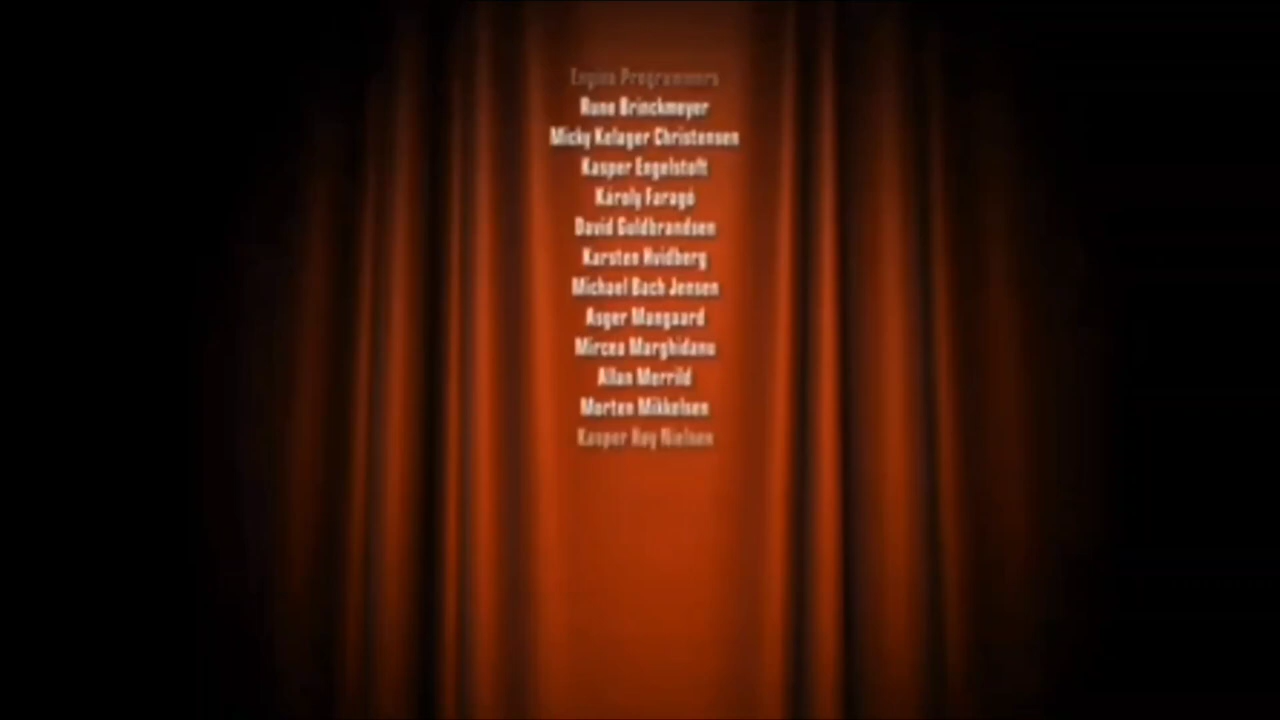 Engine Programmers
Rune Brinckmeyer
Micky Kelager Christensen
Kasper Engelstoft
Károly Faragó
David Guldbrandsen
Karsten Hvidberg
Michael Bach Jensen
Asger Mangaard
Mircea Marghidanu
Allan Merrild
Morten Mikkelsen
Kasper Høy Nielsen